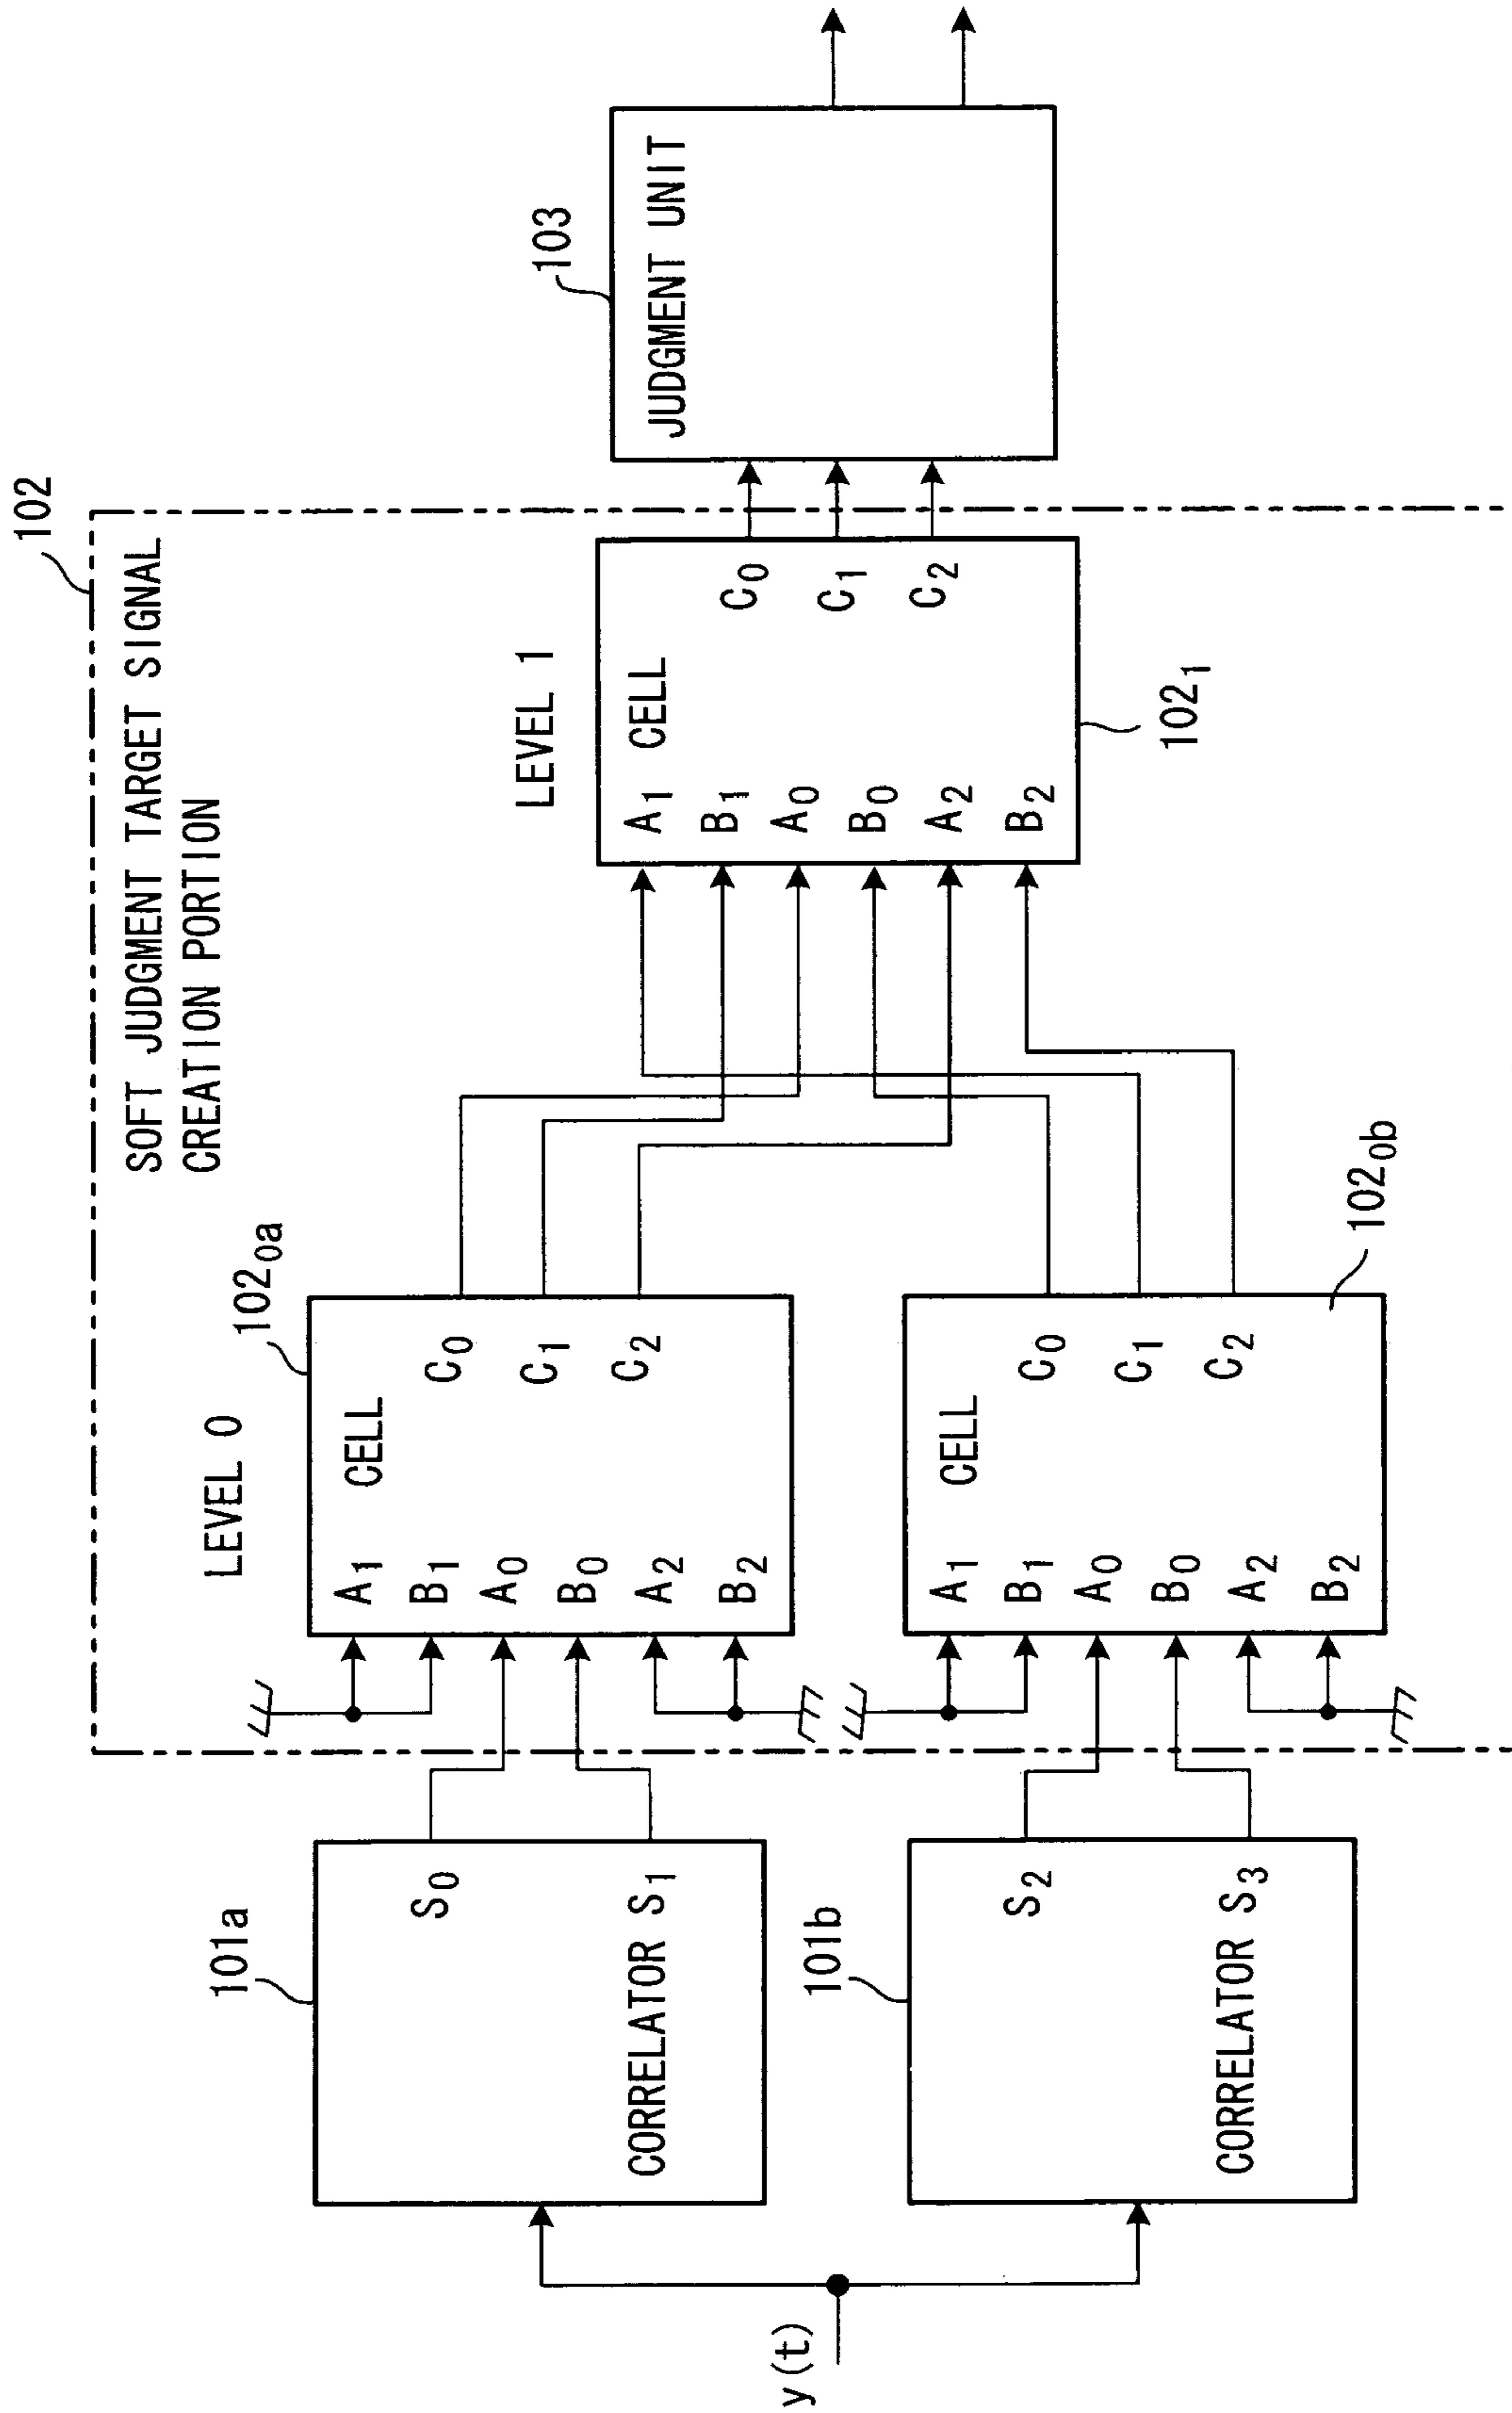 102
SOFT JUDGMENT TARGET SIGNAL
CREATION PORTION
y(t)
101a
S0
CORRELATOR S1
101b
S2
CORRELATOR S3
LEVEL 0
1020a
CELL
A1
B1
A0
B0
A2
B2
C0
C1
C2
CELL
A1
B1
A0
B0
A2
B2
C0
C1
C2
1020b
LEVEL 1
CELL
A1
B1
A0
B0
A2
B2
C0
C1
C2
1021
103
JUDGMENT UNIT